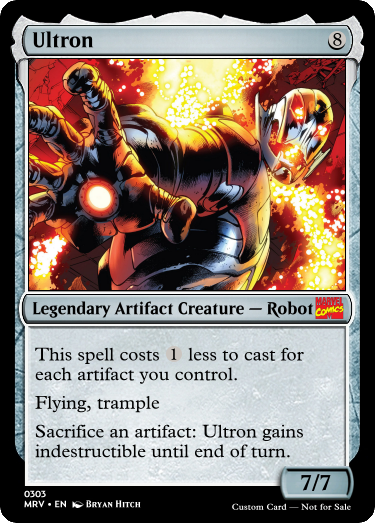 Ultron 8
Legendary Artifact Creature — Robot MARVEL COMICS
This spell costs 1 less to cast for
each artifact you control.
Flying, trample
Sacrifice an artifact: Ultron gains
indestructible until end of turn.
7/7
0303
MRV • EN Bryan Hitch
Custom Card — Not for Sale